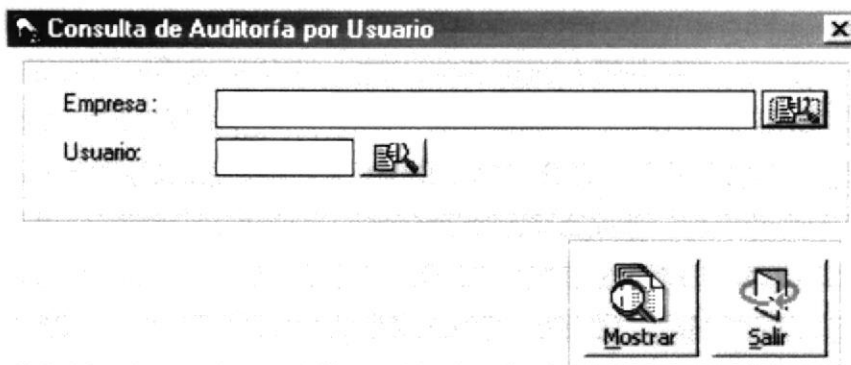 Consulta de Auditoría por Usuario
Empresa :
Usuario:
Mostrar Salir